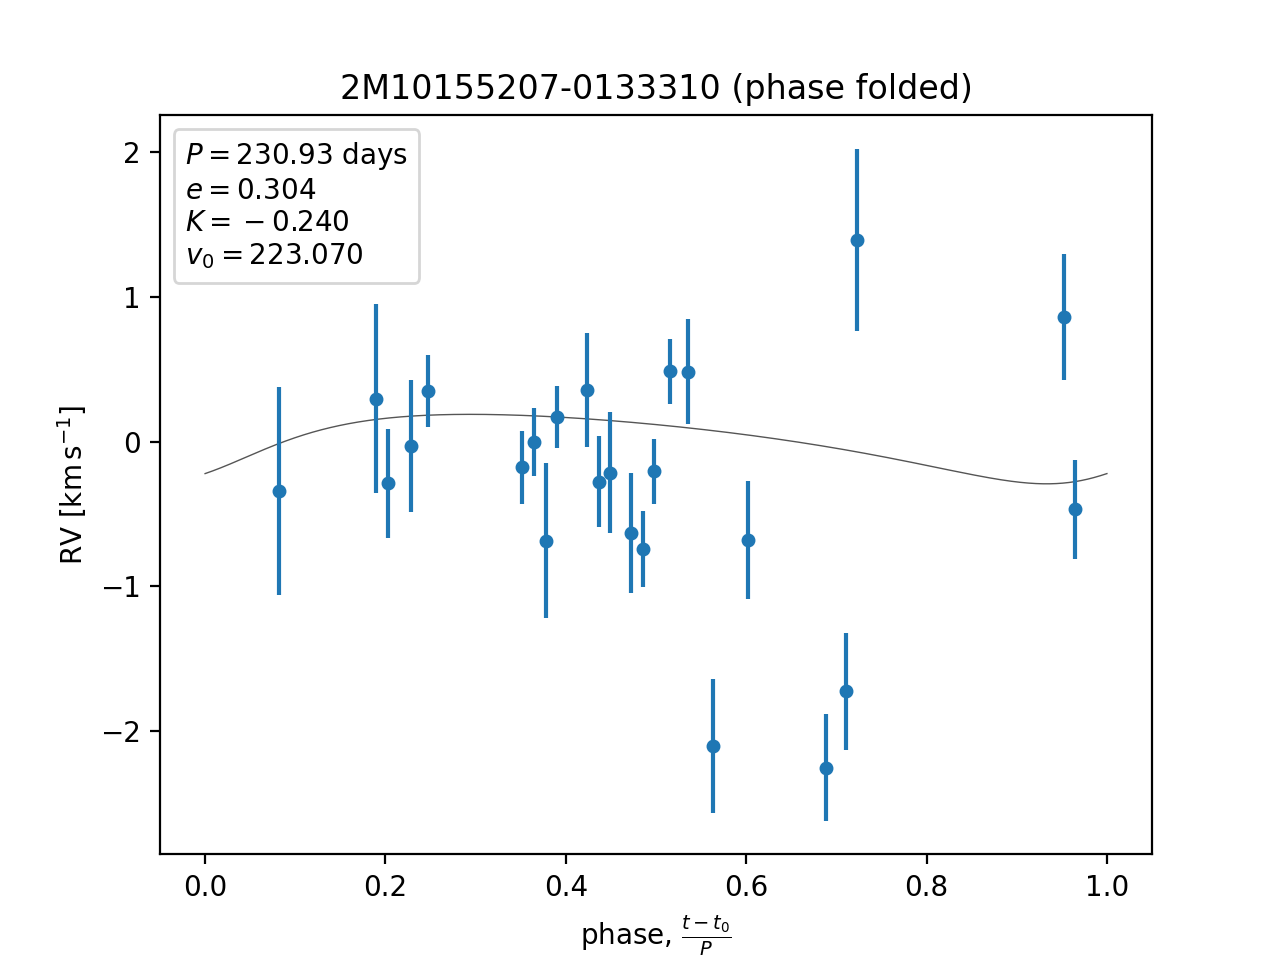 2M10155207-0133310 (phase folded)
P = 230.93 days
e = 0.304
K = −0.240
v₀ = 223.070
2
1
0
−1
−2
RV [km s⁻¹]
0.0 0.2 0.4 0.6 0.8 1.0
phase, (t − t₀)/P